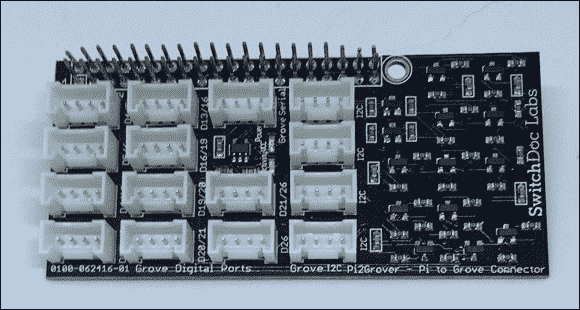 D13/16
Grove Serial
I2C
D16/19
Power
I2C
D19/20
D21/26
I2C
D20/21
D26
I2C
SwitchDoc Labs
0100-062416-01 Grove Digital Ports
Grove I2C Pi2Grover - Pi to Grove Connector